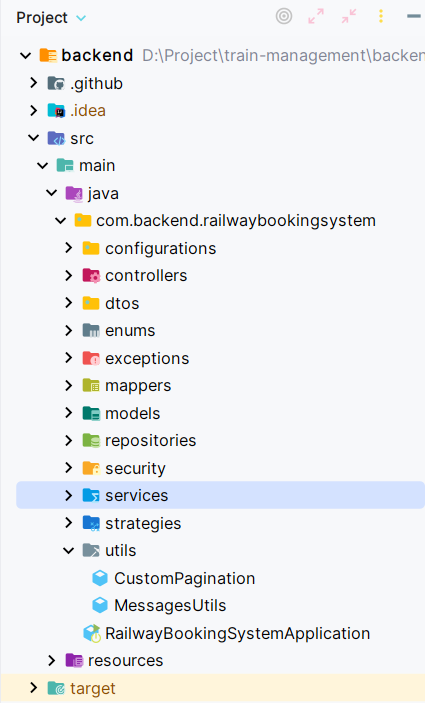 Project
backend D:\Project\train-management\backen
.github
.idea
src
main
java
com.backend.railwaybookingsystem
configurations
controllers
dtos
enums
exceptions
mappers
models
repositories
security
services
strategies
utils
CustomPagination
MessagesUtils
RailwayBookingSystemApplication
resources
target